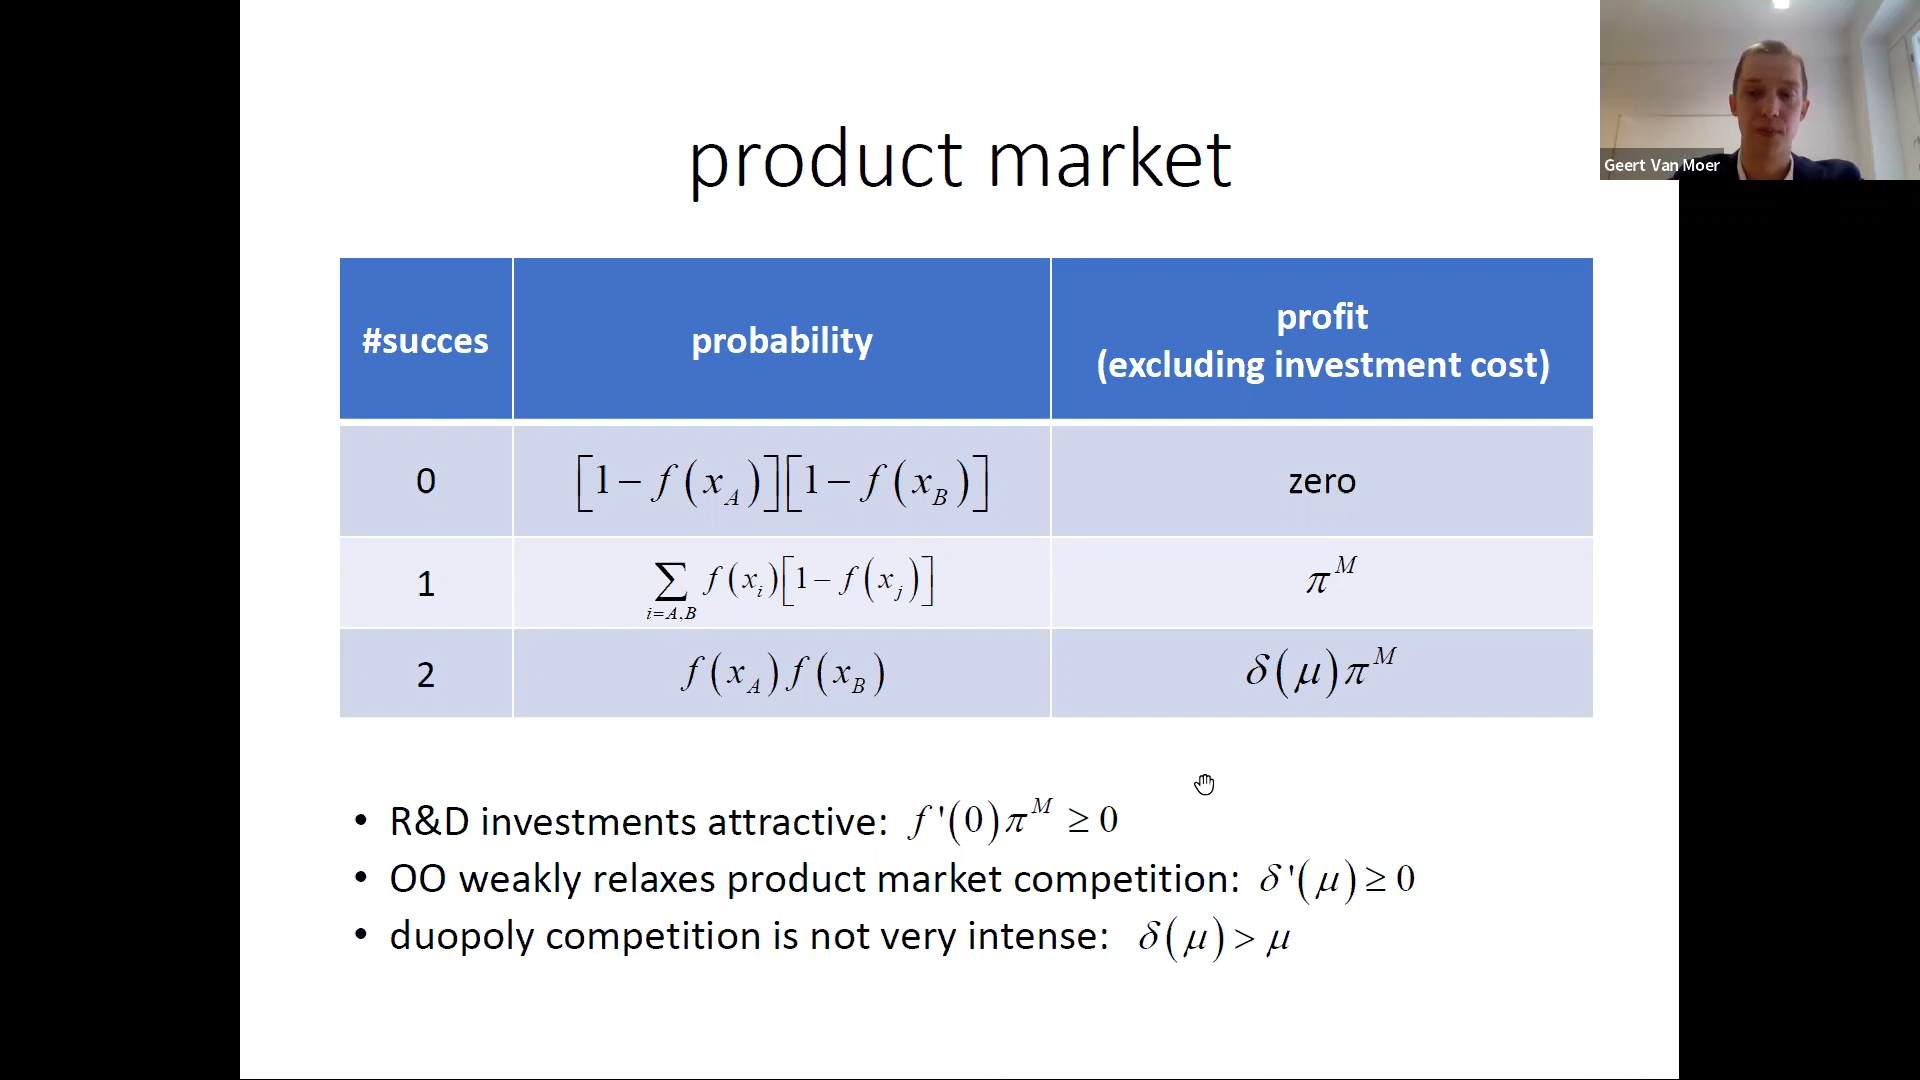 product market
Geert Van Moer
#succes probability profit
(excluding investment cost)
0 [1 − f(x_A)][1 − f(x_B)] zero
1 ∑_{i=A,B} f(x_i)[1 − f(x_j)] π^M
2 f(x_A) f(x_B) δ(μ)π^M
• R&D investments attractive: f'(0)π^M ≥ 0
• OO weakly relaxes product market competition: δ'(μ) ≥ 0
• duopoly competition is not very intense: δ(μ) > μ